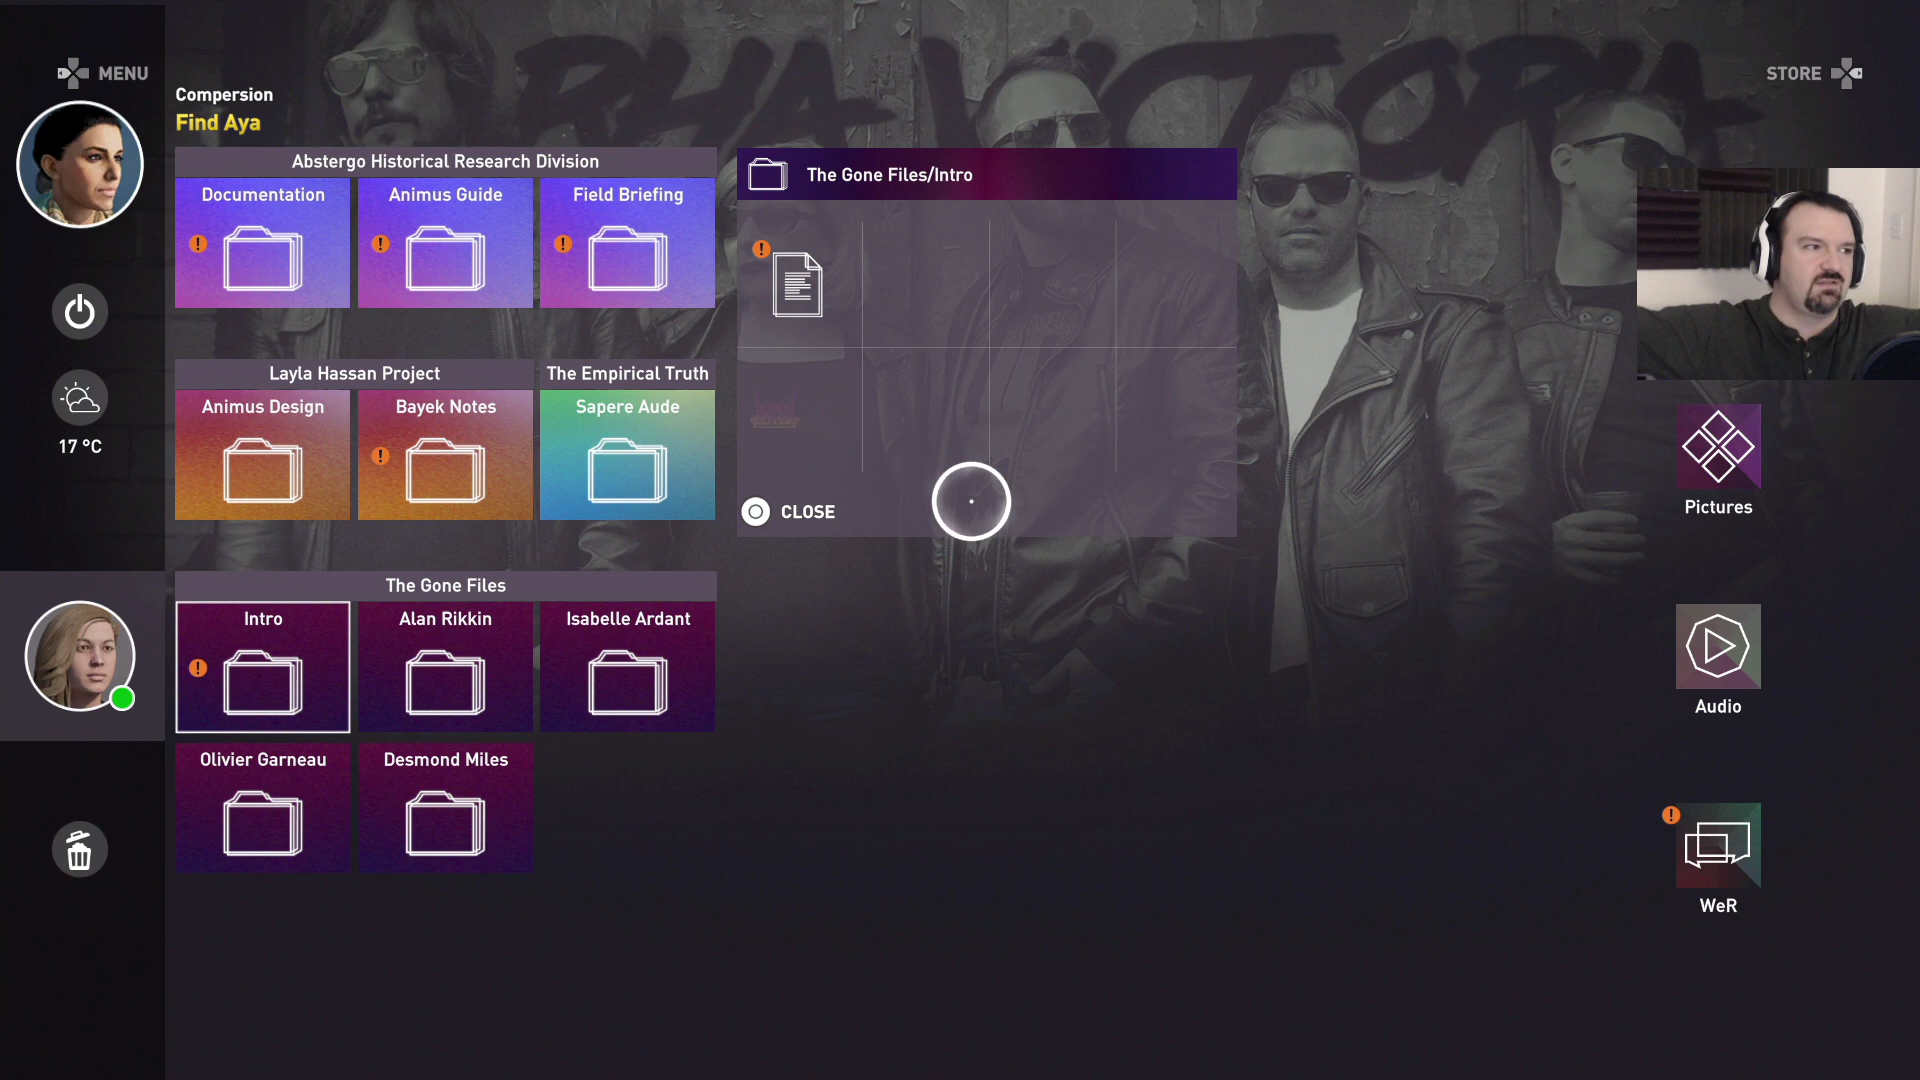 MENU
STORE
Compersion
Find Aya
Abstergo Historical Research Division
Documentation
Animus Guide
Field Briefing
The Gone Files/Intro
Layla Hassan Project
The Empirical Truth
Animus Design
Bayek Notes
Sapere Aude
17 °C
CLOSE
Pictures
The Gone Files
Intro
Alan Rikkin
Isabelle Ardant
Audio
Olivier Garneau
Desmond Miles
WeR